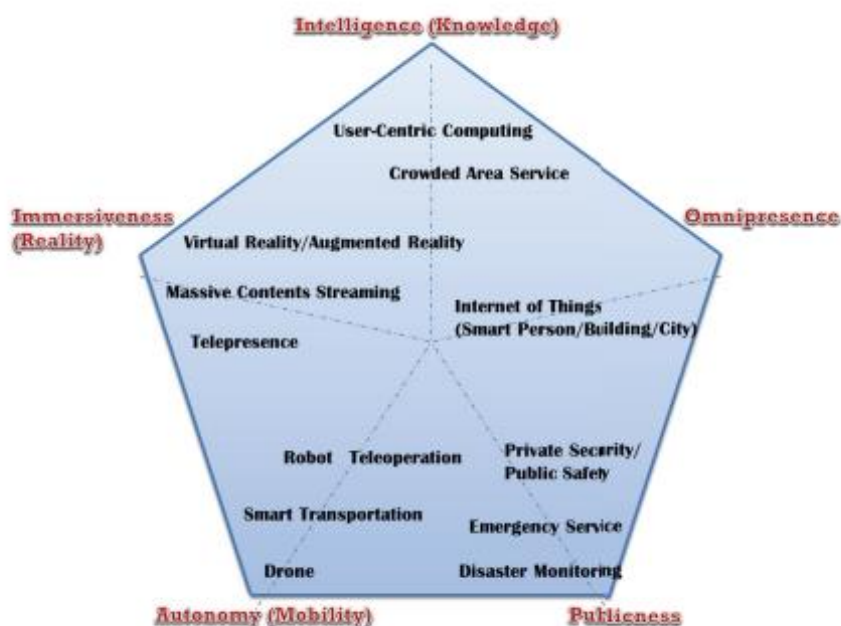 Intelligence (Knowledge)
User-Centric Computing
Crowded Area Service
Immersiveness
(Reality)
Omnipresence
Virtual Reality/Augmented Reality
Massive Contents Streaming
Internet of Things
(Smart Person/Building/City)
Telepresence
Robot Teleoperation
Private Security/
Public Safety
Smart Transportation
Emergency Service
Drone
Disaster Monitoring
Autonomy (Mobility)
Publicness